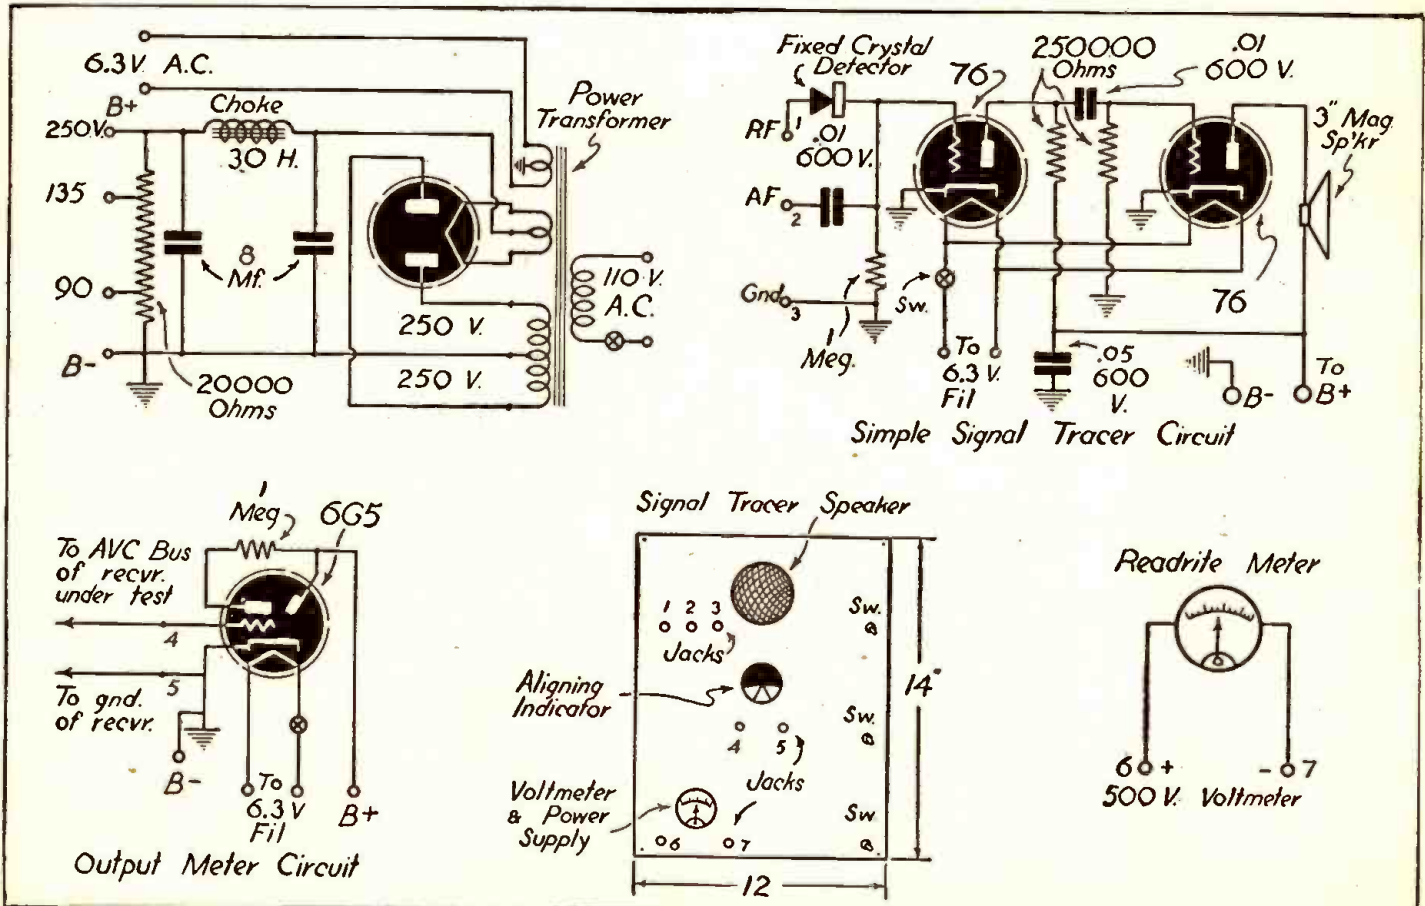 6.3 V. A.C.
B+
250V.
135
90
B-
Choke
30 H.
8
Mf.
20000
Ohms
250 V.
250 V.
Power
Transformer
110 V.
A.C.
Fixed Crystal
Detector
RF
1
.01
600 V.
AF
2
Gnd
3
1
Meg.
76
Sw.
To
6.3 V.
Fil
250000
Ohms
.01
600 V.
3" Mag.
Sp'kr
76
.05
600
V.
B-
To
B+
Simple Signal Tracer Circuit
1
Meg
6G5
To AVC Bus
of recvr.
under test
4
5
To gnd.
of recvr.
B-
To
6.3 V
Fil
B+
Output Meter Circuit
Signal Tracer Speaker
1 2 3
Jacks
Sw.
Aligning
Indicator
4 5
Jacks
Sw.
Voltmeter
& Power
Supply
6 7
Sw
14"
12
Readrite Meter
6 + - 7
500 V. Voltmeter